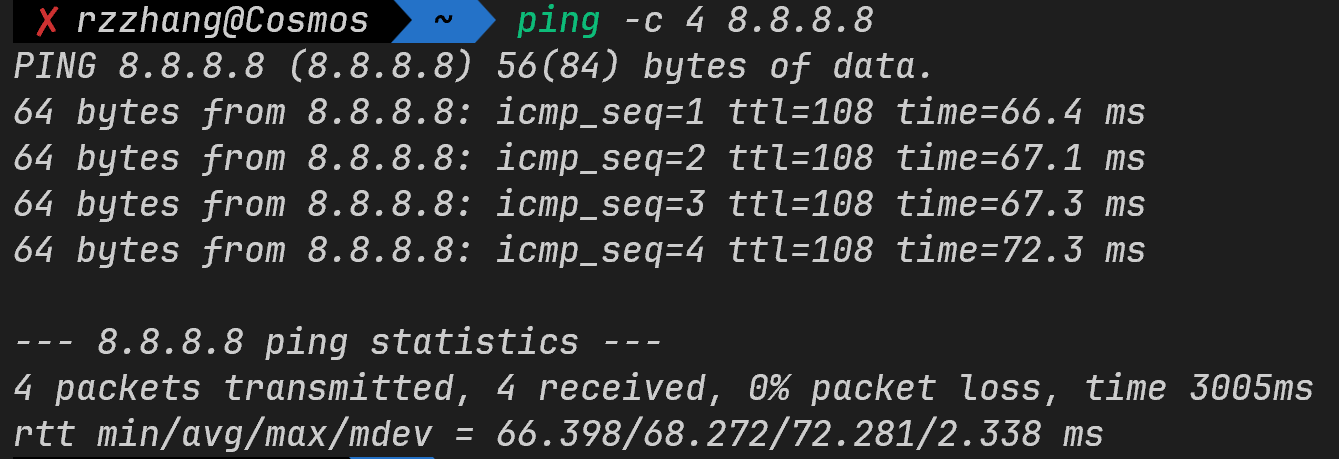 ✗ rzzhang@Cosmos ~ ping -c 4 8.8.8.8
PING 8.8.8.8 (8.8.8.8) 56(84) bytes of data.
64 bytes from 8.8.8.8: icmp_seq=1 ttl=108 time=66.4 ms
64 bytes from 8.8.8.8: icmp_seq=2 ttl=108 time=67.1 ms
64 bytes from 8.8.8.8: icmp_seq=3 ttl=108 time=67.3 ms
64 bytes from 8.8.8.8: icmp_seq=4 ttl=108 time=72.3 ms

--- 8.8.8.8 ping statistics ---
4 packets transmitted, 4 received, 0% packet loss, time 3005ms
rtt min/avg/max/mdev = 66.398/68.272/72.281/2.338 ms